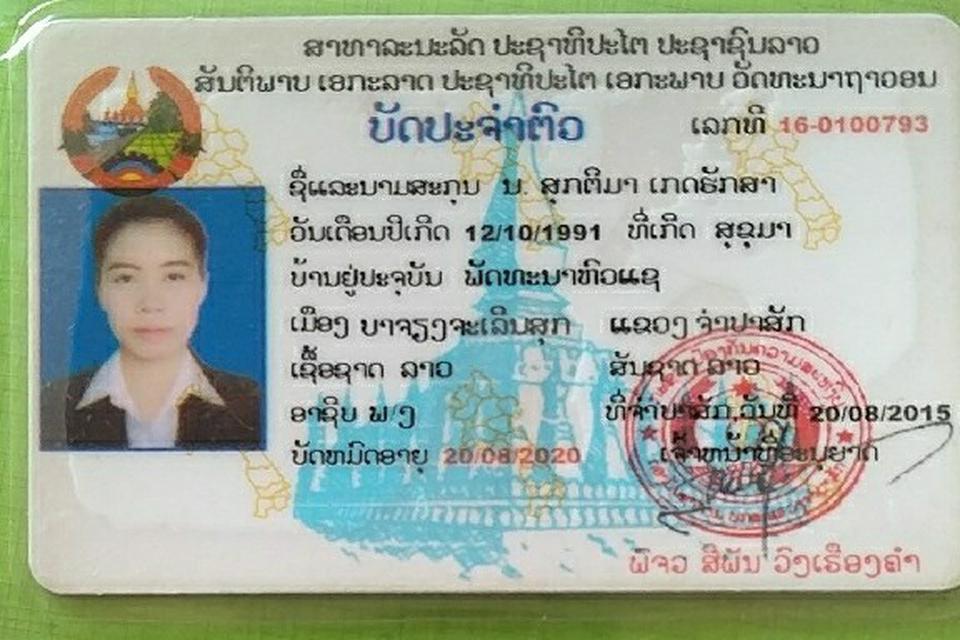 ສາທາລະນະລັດ ປະຊາທິປະໄຕ ປະຊາຊົນລາວ
ສັນຕິພາບ ເອກະລາດ ປະຊາທິປະໄຕ ເອກະພາບ ວັດທະນາຖາວອນ
ບັດປະຈຳຕົວ ເລກທີ 16-0100793
ຊື່ແລະນາມສະກຸນ ນ. ສຸກຕິມາ ເກດຮັກສາ
ວັນເດືອນປີເກີດ 12/10/1991 ທີ່ເກີດ ສຸຂຸມາ
ບ້ານຢູ່ປະຈຸບັນ ພັດທະນາຫົວແຊ
ເມືອງ ບາຈຽງຈະເລີນສຸກ ແຂວງ ຈຳປາສັກ
ເຊື້ອຊາດ ລາວ ສັນຊາດ ລາວ
ອາຊິບ ພ/ງ ທີ່ຈຳປາສັກ, ວັນທີ 20/08/2015
ບັດຫມົດອາຍຸ 20/08/2020 ເຈົ້າຫນ້າທີ່ອະນຸຍາດ
ພົຈວ ສີພັນ ວົງເຮືອງຄຳ